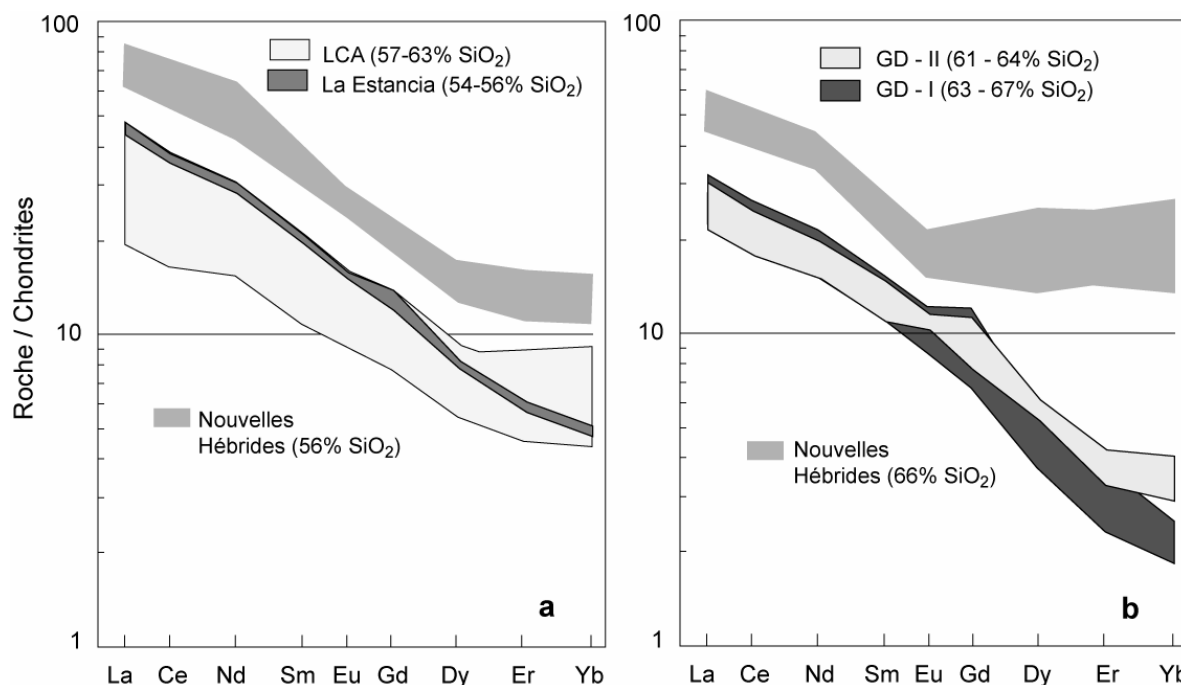 100
LCA (57-63% SiO₂)
La Estancia (54-56% SiO₂)
10
Roche / Chondrites
Nouvelles
Hébrides (56% SiO₂)
a
1
La Ce Nd Sm Eu Gd Dy Er Yb
100
GD - II (61 - 64% SiO₂)
GD - I (63 - 67% SiO₂)
10
Nouvelles
Hébrides (66% SiO₂)
b
1
La Ce Nd Sm Eu Gd Dy Er Yb